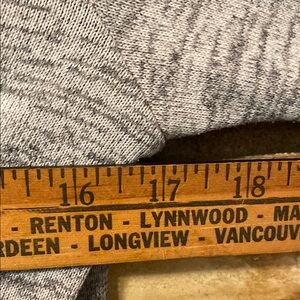 16 17 18
- RENTON - LYNNWOOD - MA
RDEEN - LONGVIEW - VANCOUV